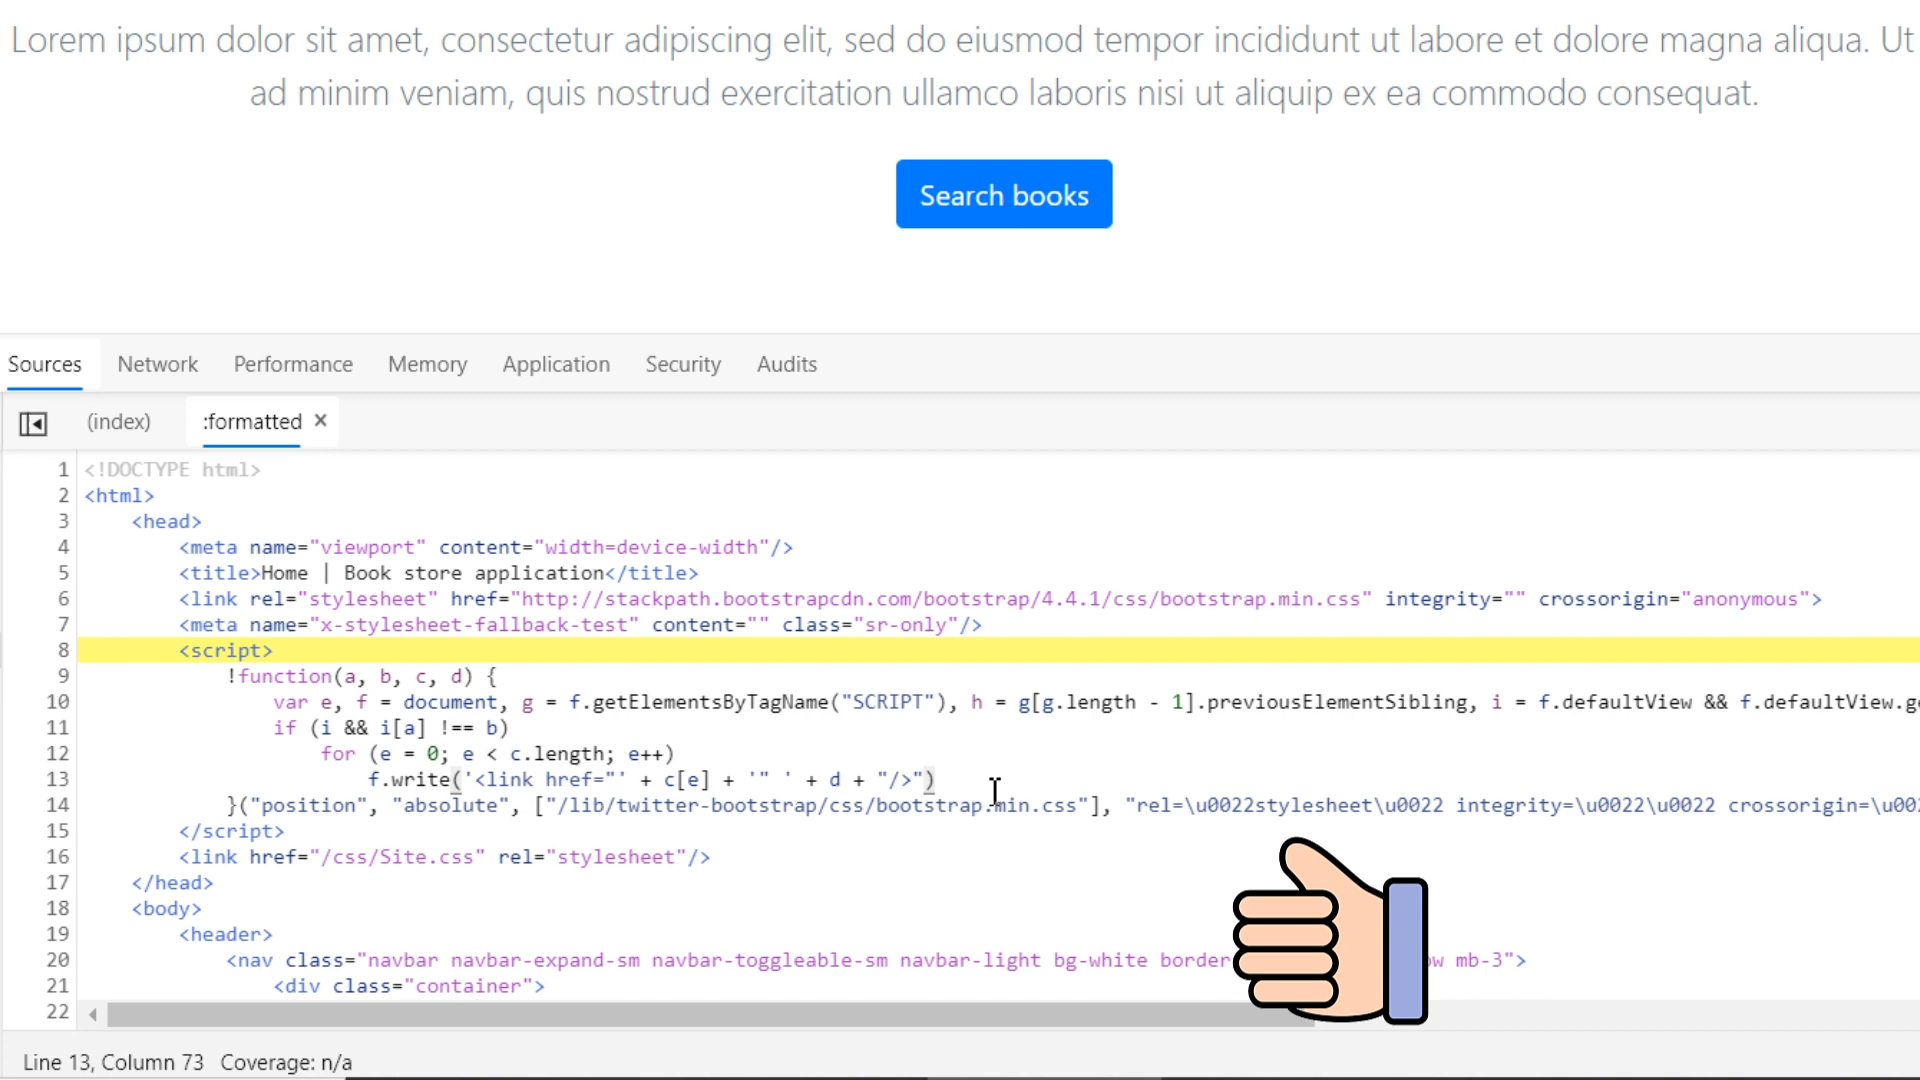 Lorem ipsum dolor sit amet, consectetur adipiscing elit, sed do eiusmod tempor incididunt ut labore et dolore magna aliqua. Ut
ad minim veniam, quis nostrud exercitation ullamco laboris nisi ut aliquip ex ea commodo consequat.
Search books
Sources Network Performance Memory Application Security Audits
(index) :formatted ×
1 <!DOCTYPE html>
2 <html>
3 <head>
4 <meta name="viewport" content="width=device-width"/>
5 <title>Home | Book store application</title>
6 <link rel="stylesheet" href="http://stackpath.bootstrapcdn.com/bootstrap/4.4.1/css/bootstrap.min.css" integrity="" crossorigin="anonymous">
7 <meta name="x-stylesheet-fallback-test" content="" class="sr-only"/>
8 <script>
9 !function(a, b, c, d) {
10 var e, f = document, g = f.getElementsByTagName("SCRIPT"), h = g[g.length - 1].previousElementSibling, i = f.defaultView && f.defaultView.g
11 if (i && i[a] !== b)
12 for (e = 0; e < c.length; e++)
13 f.write('<link href="' + c[e] + '" ' + d + "/>")
14 }("position", "absolute", ["/lib/twitter-bootstrap/css/bootstrap.min.css"], "rel=\u0022stylesheet\u0022 integrity=\u0022\u0022 crossorigin=\u00
15 </script>
16 <link href="/css/Site.css" rel="stylesheet"/>
17 </head>
18 <body>
19 <header>
20 <nav class="navbar navbar-expand-sm navbar-toggleable-sm navbar-light bg-white border mb-3">
21 <div class="container">
22
Line 13, Column 73 Coverage: n/a